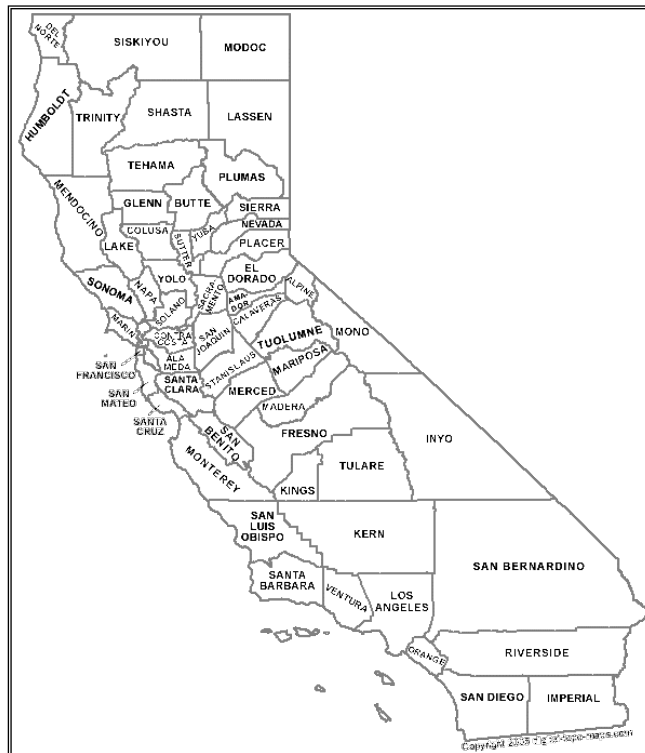 DEL
NORTE
SISKIYOU
MODOC
HUMBOLDT
TRINITY
SHASTA
LASSEN
TEHAMA
PLUMAS
MENDOCINO
GLENN
BUTTE
SIERRA
NEVADA
PLACER
LAKE
COLUSA
SUTTER
YUBA
SONOMA
NAPA
YOLO
EL
DORADO
ALPINE
SACRA-
MENTO
AMA-
DOR
SOLANO
CALAVERAS
MARIN
CONTRA
COSTA
SAN
JOAQUIN
TUOLUMNE
MONO
SAN
FRANCISCO
ALA
MEDA
STANISLAUS
MARIPOSA
SAN
MATEO
SANTA
CLARA
MERCED
MADERA
SANTA
CRUZ
SAN
BENITO
FRESNO
INYO
MONTEREY
KINGS
TULARE
SAN
LUIS
OBISPO
KERN
SAN BERNARDINO
SANTA
BARBARA
VENTURA
LOS
ANGELES
ORANGE
RIVERSIDE
SAN DIEGO
IMPERIAL
Copyright